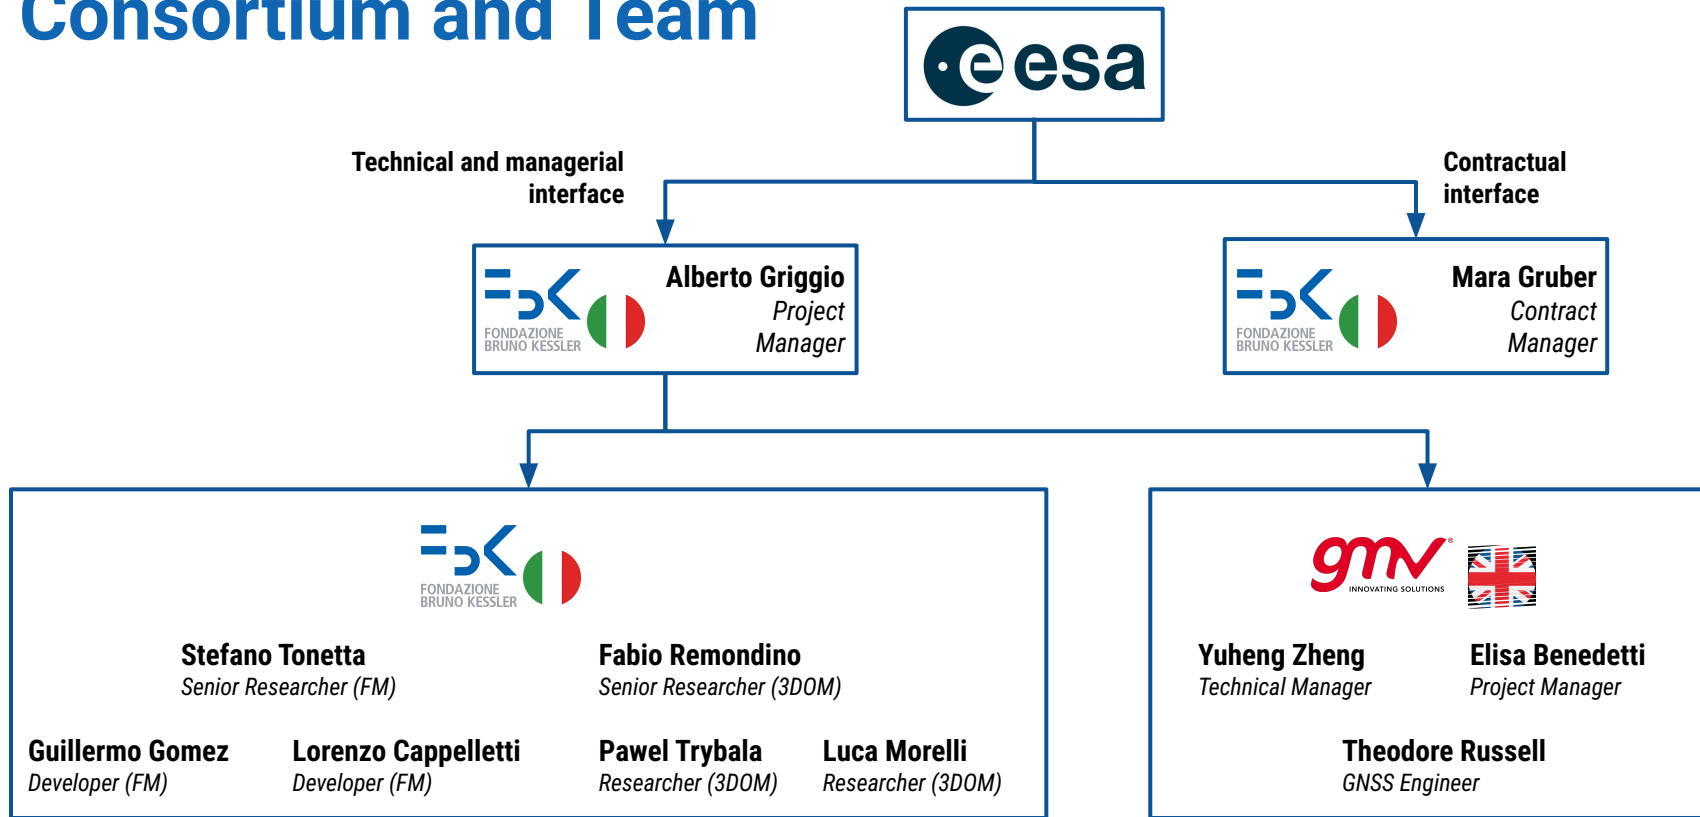 Consortium and Team
esa
Technical and managerial
interface
Contractual
interface
FBK
FONDAZIONE
BRUNO KESSLER
Alberto Griggio
Project
Manager
FBK
FONDAZIONE
BRUNO KESSLER
Mara Gruber
Contract
Manager
FBK
FONDAZIONE
BRUNO KESSLER
Stefano Tonetta
Senior Researcher (FM)
Fabio Remondino
Senior Researcher (3DOM)
Guillermo Gomez
Developer (FM)
Lorenzo Cappelletti
Developer (FM)
Pawel Trybala
Researcher (3DOM)
Luca Morelli
Researcher (3DOM)
gmv®
INNOVATING SOLUTIONS
Yuheng Zheng
Technical Manager
Elisa Benedetti
Project Manager
Theodore Russell
GNSS Engineer